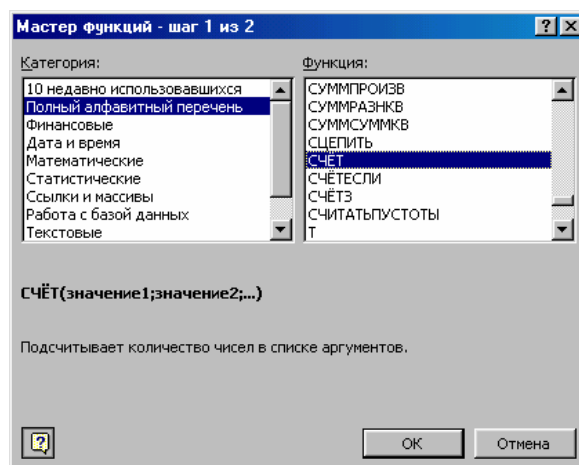 Мастер функций - шаг 1 из 2
Категория:
10 недавно использовавшихся
Полный алфавитный перечень
Финансовые
Дата и время
Математические
Статистические
Ссылки и массивы
Работа с базой данных
Текстовые
Функция:
СУММПРОИЗВ
СУММРАЗНКВ
СУММСУММКВ
СЦЕПИТЬ
СЧЁТ
СЧЁТЕСЛИ
СЧЁТЗ
СЧИТАТЬПУСТОТЫ
Т
СЧЁТ(значение1;значение2;...)
Подсчитывает количество чисел в списке аргументов.
ОК
Отмена